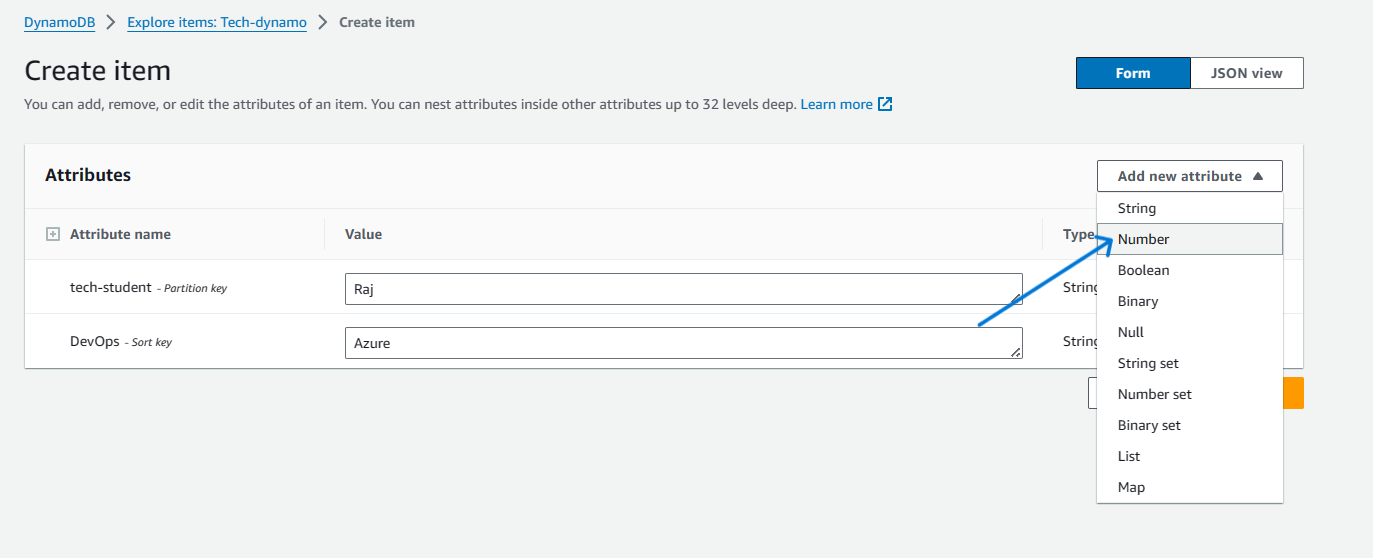 DynamoDB > Explore items: Tech-dynamo > Create item
Create item
Form JSON view
You can add, remove, or edit the attributes of an item. You can nest attributes inside other attributes up to 32 levels deep. Learn more
Attributes
Add new attribute
String
Attribute name Value Type
Number
Boolean
tech-student - Partition key Raj String
Binary
Null
DevOps - Sort key Azure String
String set
Number set
Binary set
List
Map